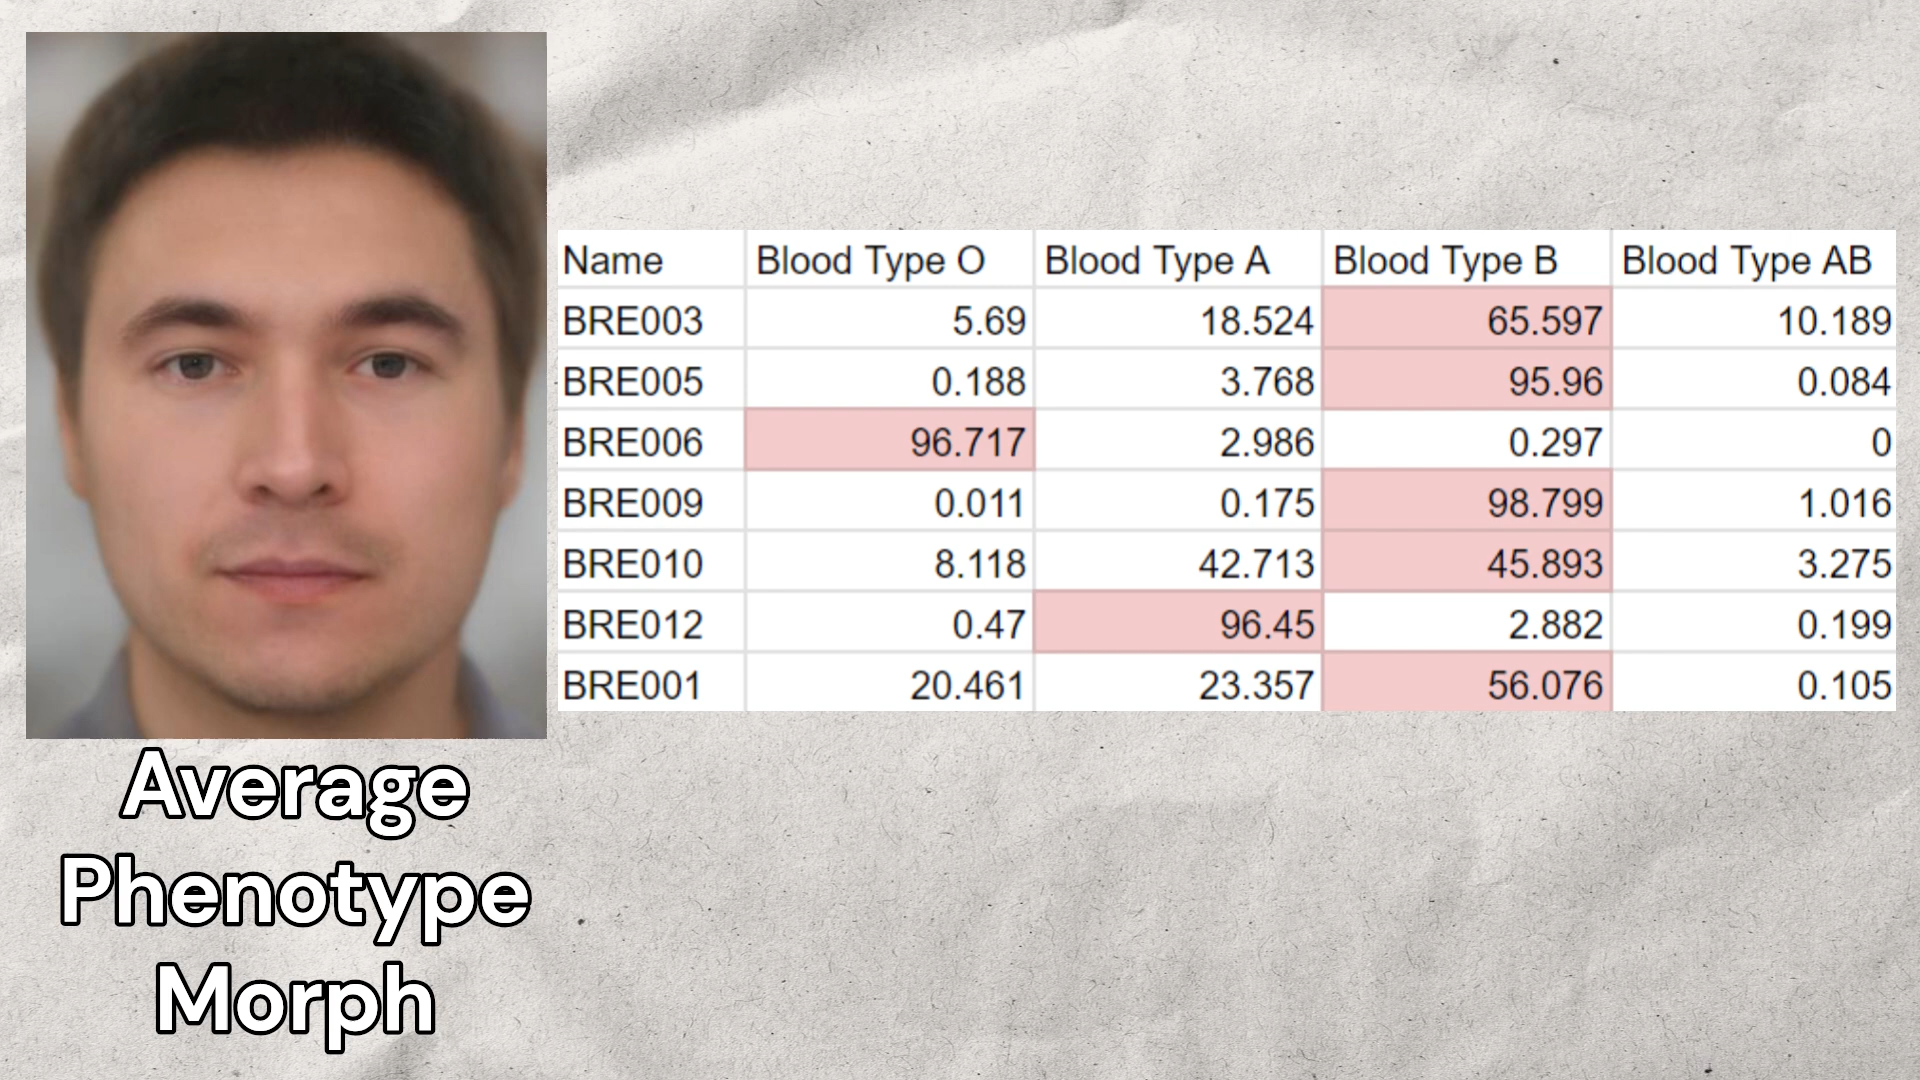 Name Blood Type O Blood Type A Blood Type B Blood Type AB
BRE003 5.69 18.524 65.597 10.189
BRE005 0.188 3.768 95.96 0.084
BRE006 96.717 2.986 0.297 0
BRE009 0.011 0.175 98.799 1.016
BRE010 8.118 42.713 45.893 3.275
BRE012 0.47 96.45 2.882 0.199
BRE001 20.461 23.357 56.076 0.105
Average
Phenotype
Morph